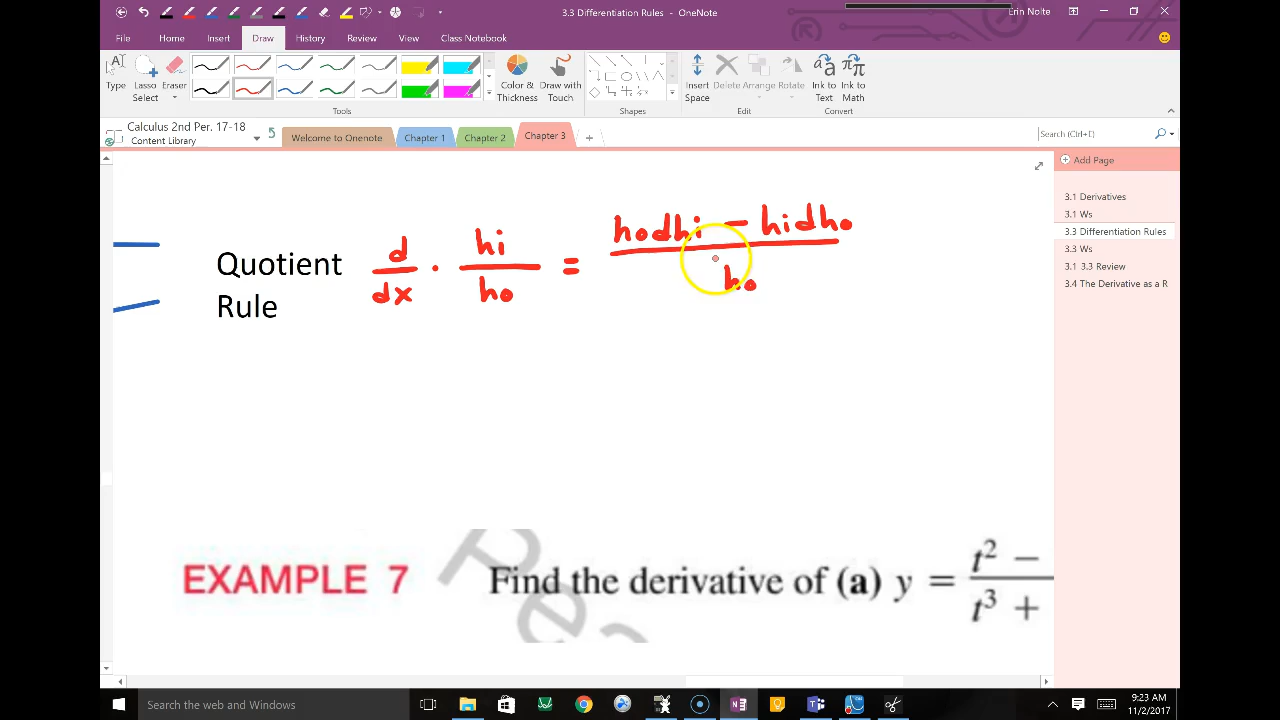 3.3 Differentiation Rules - OneNote
Erin Nolte
File Home Insert Draw History Review View Class Notebook
Type
Lasso Select
Eraser
Color & Thickness
Draw with Touch
Insert Space
Delete
Arrange
Rotate
Ink to Text
Ink to Math
Tools
Shapes
Edit
Convert
Calculus 2nd Per. 17-18
Content Library
Welcome to Onenote
Chapter 1
Chapter 2
Chapter 3
Search (Ctrl+E)
Add Page
3.1 Derivatives
3.1 Ws
3.3 Differentiation Rules
3.3 Ws
3.1 3.3 Review
3.4 The Derivative as a R
Quotient Rule
d/dx · hi/ho = hodhi - hidho / ho
EXAMPLE 7 Find the derivative of (a) y = t² − / t³ +
Search the web and Windows
9:23 AM
11/2/2017